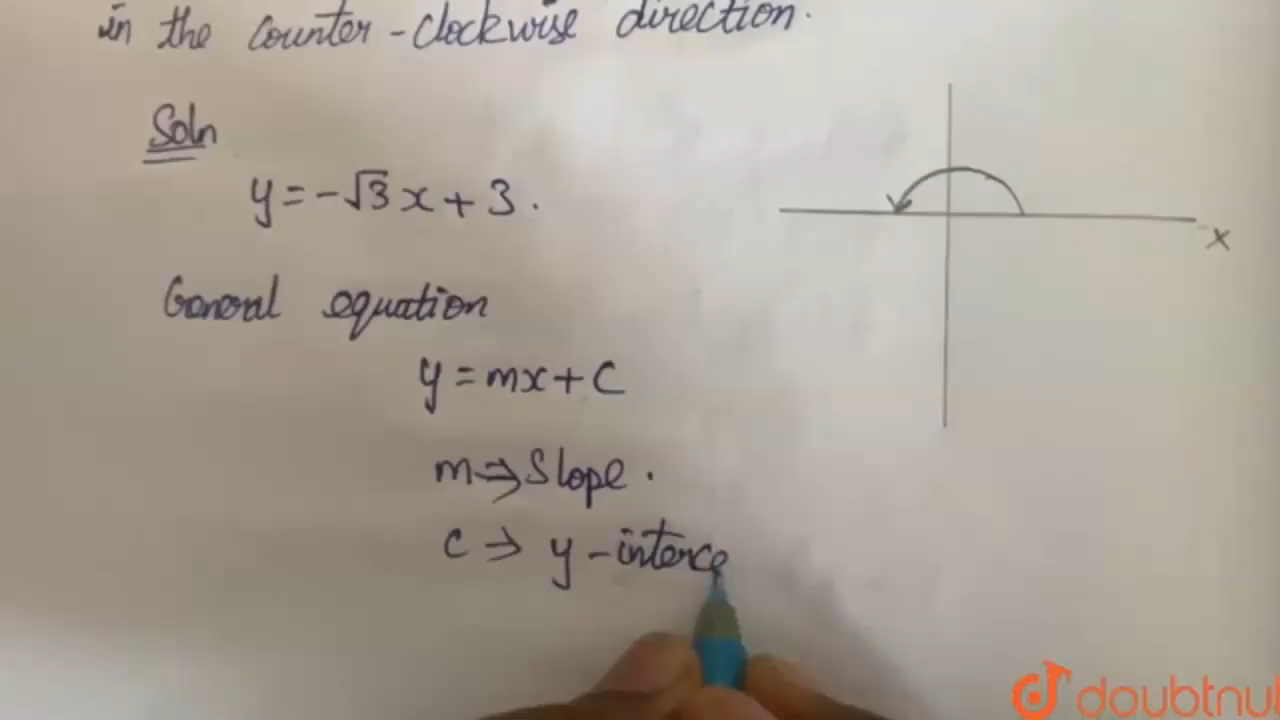 in the counter-clockwise direction.
Soln
y = -√3 x + 3.
General equation
y = mx + C
m ⇒ Slope.
c → y-interce
x
doubtnut